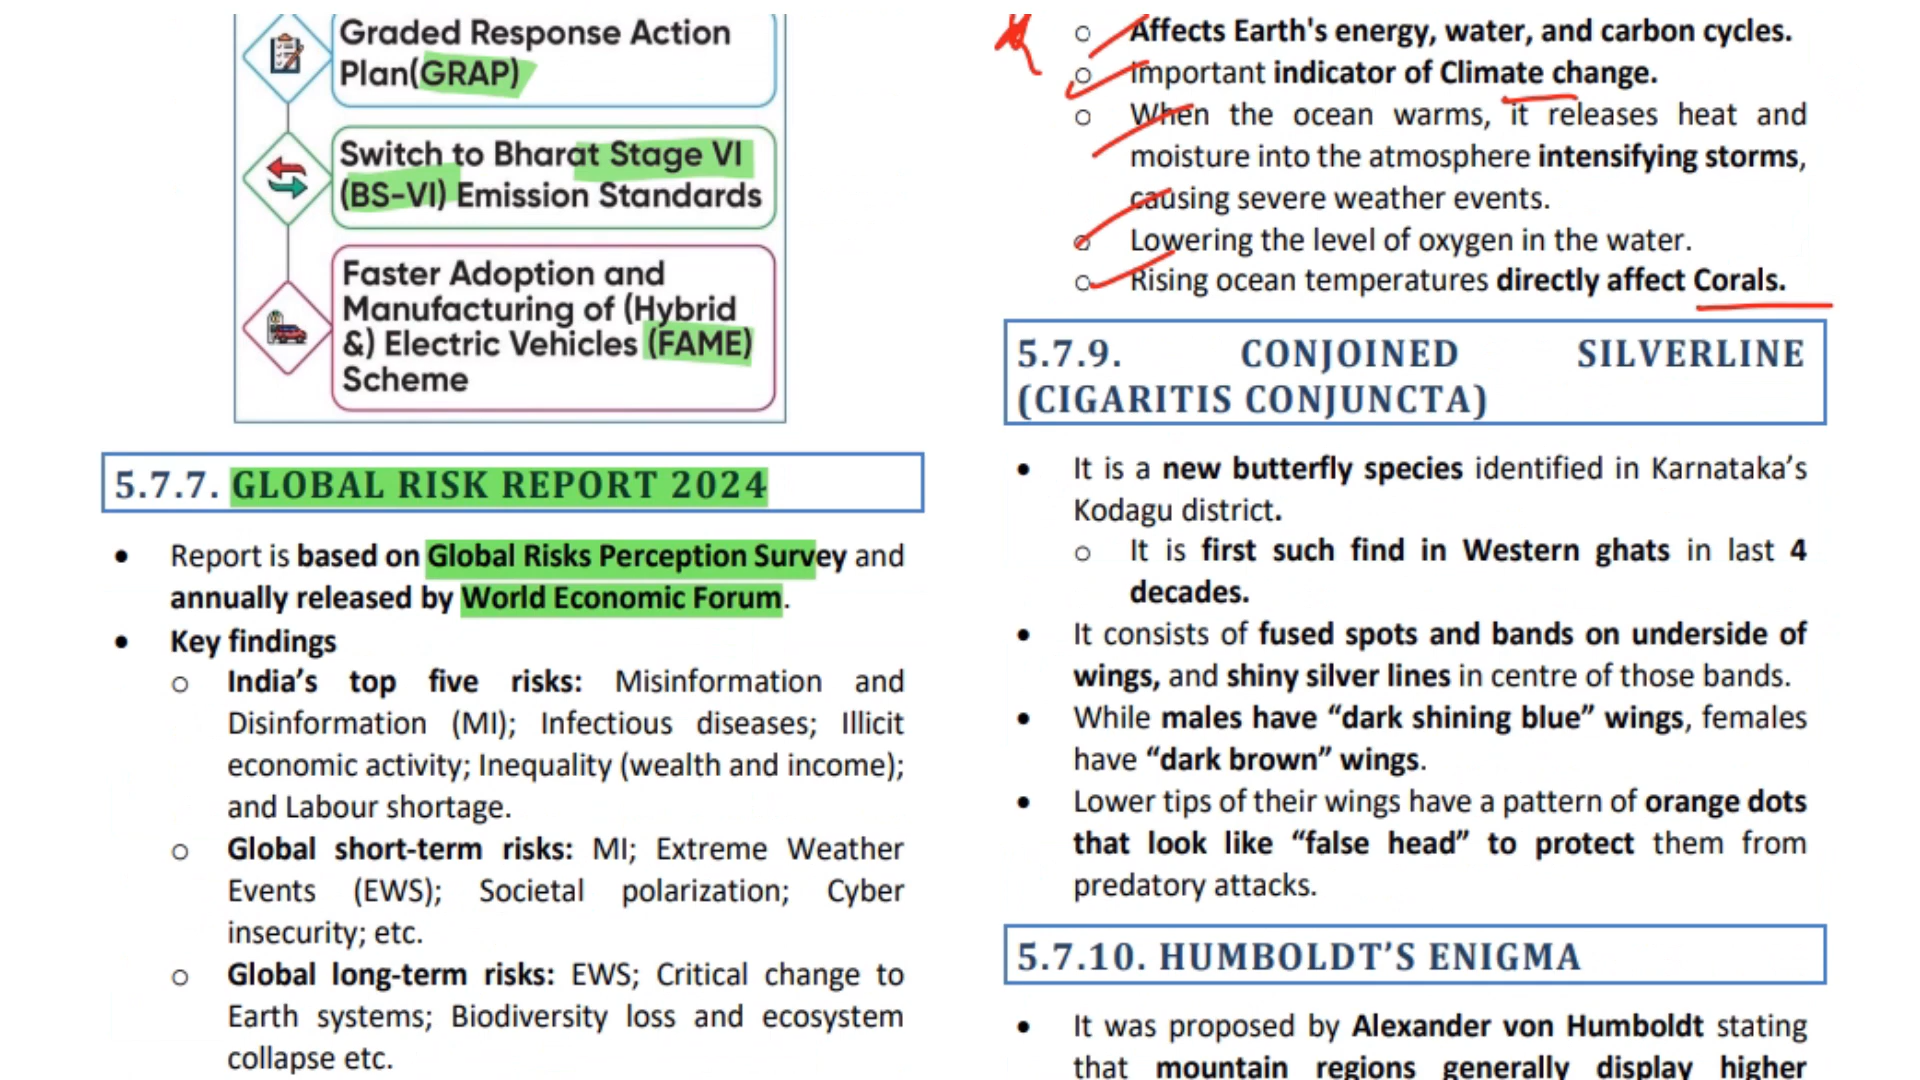 Graded Response Action
Plan(GRAP)
Switch to Bharat Stage VI
(BS-VI) Emission Standards
Faster Adoption and
Manufacturing of (Hybrid
&) Electric Vehicles (FAME)
Scheme
5.7.7. GLOBAL RISK REPORT 2024
• Report is based on Global Risks Perception Survey and
annually released by World Economic Forum.
• Key findings
o India’s top five risks: Misinformation and
Disinformation (MI); Infectious diseases; Illicit
economic activity; Inequality (wealth and income);
and Labour shortage.
o Global short-term risks: MI; Extreme Weather
Events (EWS); Societal polarization; Cyber
insecurity; etc.
o Global long-term risks: EWS; Critical change to
Earth systems; Biodiversity loss and ecosystem
collapse etc.
o Affects Earth's energy, water, and carbon cycles.
o Important indicator of Climate change.
o When the ocean warms, it releases heat and
moisture into the atmosphere intensifying storms,
causing severe weather events.
o Lowering the level of oxygen in the water.
o Rising ocean temperatures directly affect Corals.
5.7.9. CONJOINED SILVERLINE
(CIGARITIS CONJUNCTA)
• It is a new butterfly species identified in Karnataka’s
Kodagu district.
o It is first such find in Western ghats in last 4
decades.
• It consists of fused spots and bands on underside of
wings, and shiny silver lines in centre of those bands.
• While males have “dark shining blue” wings, females
have “dark brown” wings.
• Lower tips of their wings have a pattern of orange dots
that look like “false head” to protect them from
predatory attacks.
5.7.10. HUMBOLDT’S ENIGMA
• It was proposed by Alexander von Humboldt stating
that mountain regions generally display higher